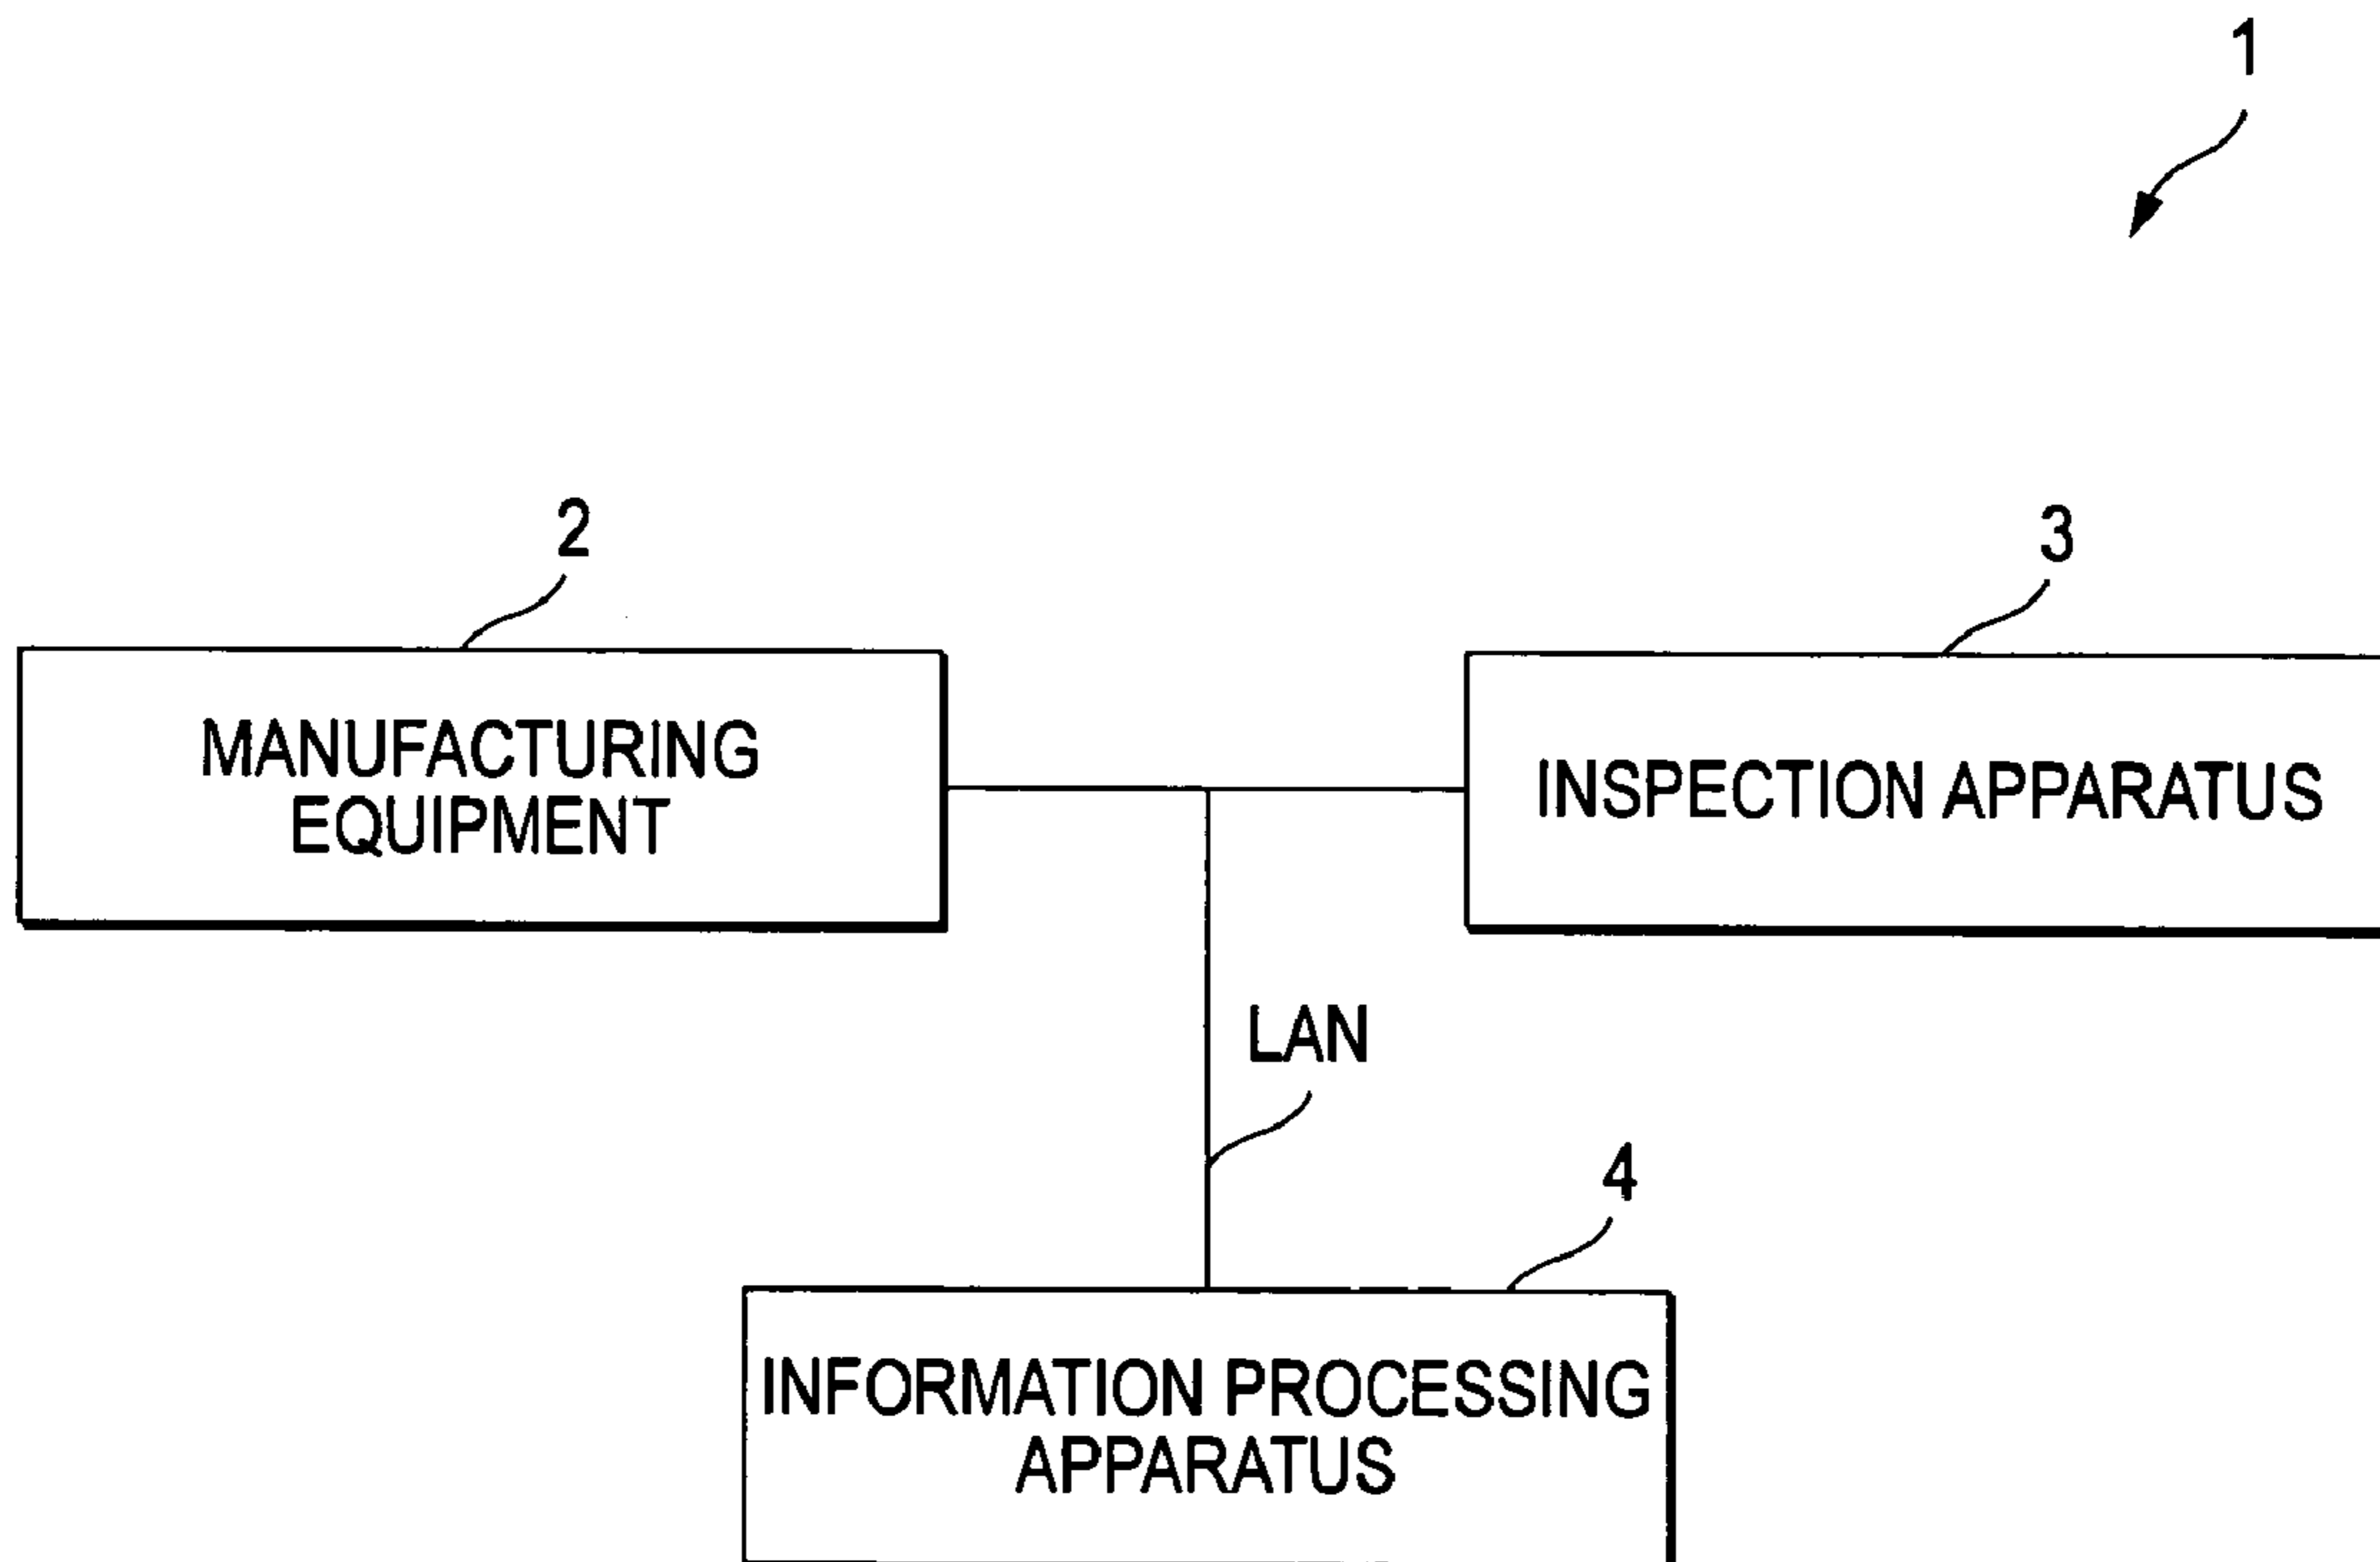 1
2
3
MANUFACTURING
EQUIPMENT
INSPECTION APPARATUS
LAN
4
INFORMATION PROCESSING
APPARATUS